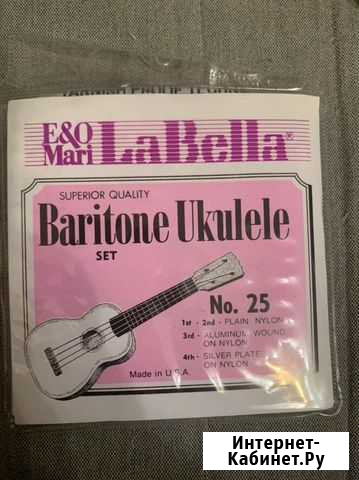 E&O
Mari LaBella®
SUPERIOR QUALITY
Baritone Ukulele
SET
No. 25
1st - 2nd - PLAIN NYLON
3rd - ALUMINUM WOUND
ON NYLON
4th - SILVER PLATE
ON NYLON
Made in U.S.A.
Интернет-
Кабинет.Ру